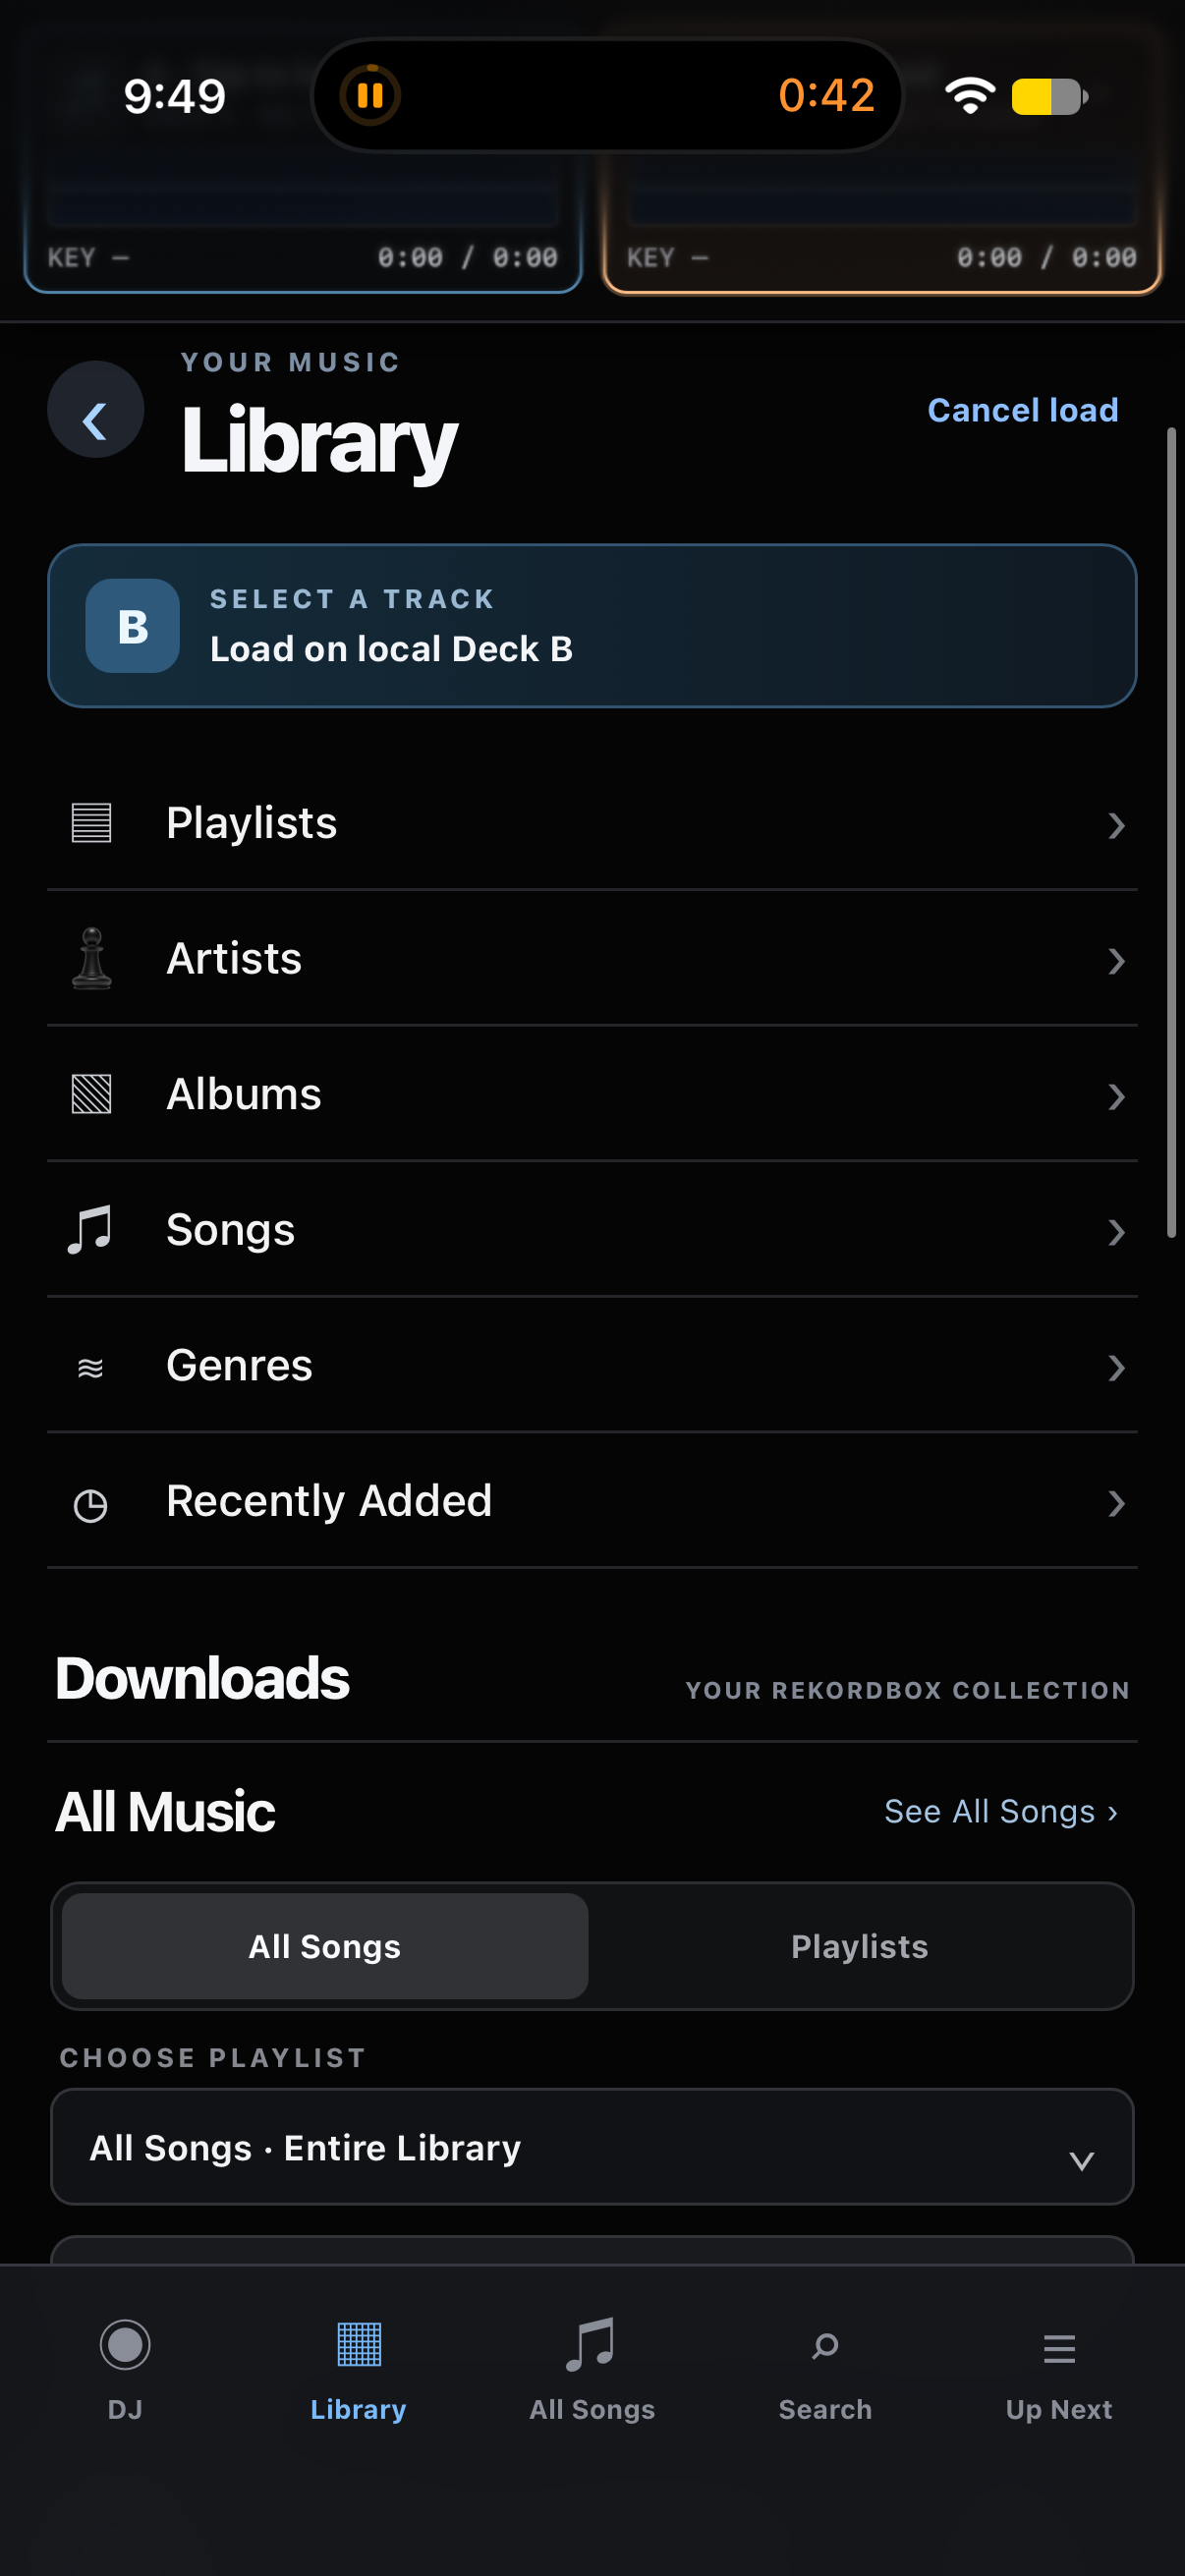 9:49
0:42
KEY — 0:00 / 0:00
KEY — 0:00 / 0:00
YOUR MUSIC
Library
Cancel load
B
SELECT A TRACK
Load on local Deck B
Playlists
Artists
Albums
Songs
Genres
Recently Added
Downloads
YOUR REKORDBOX COLLECTION
All Music
See All Songs ›
All Songs
Playlists
CHOOSE PLAYLIST
All Songs · Entire Library
DJ
Library
All Songs
Search
Up Next